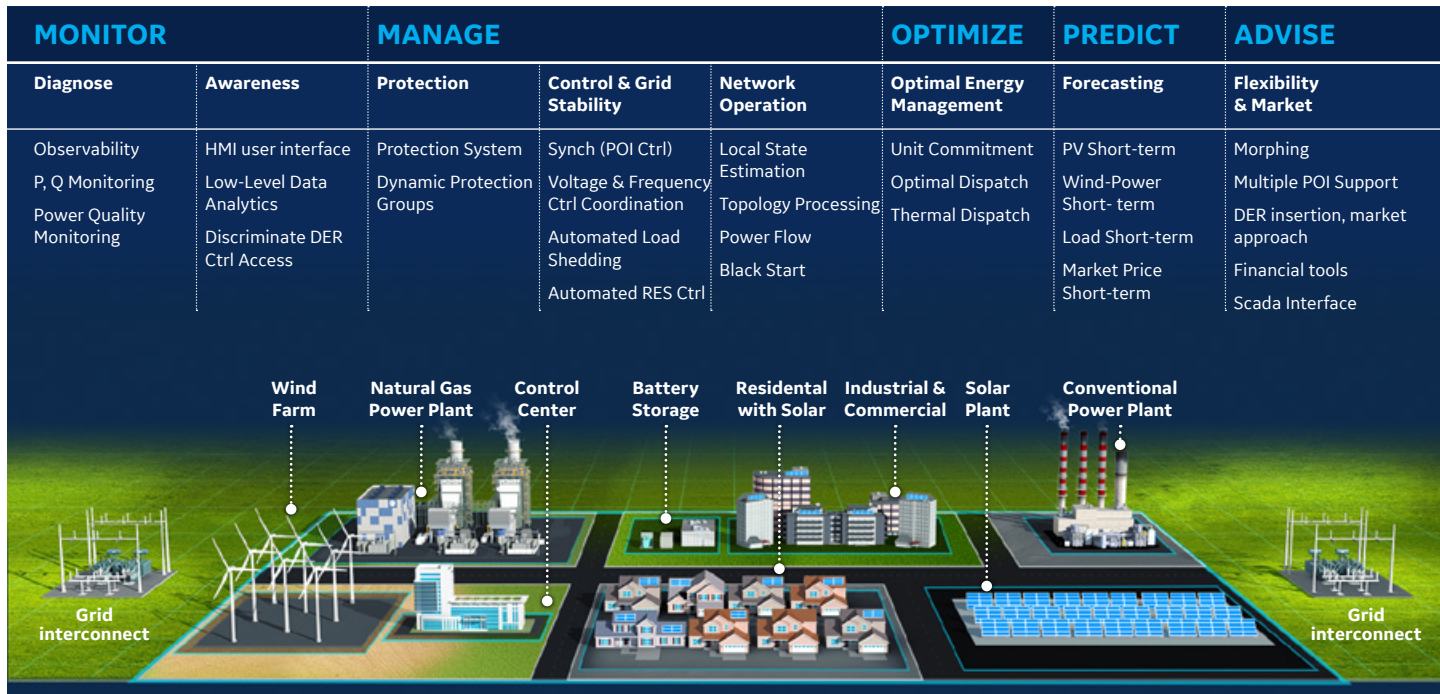 MONITOR
MANAGE
OPTIMIZE
PREDICT
ADVISE
Diagnose
Awareness
Protection
Control & Grid
Stability
Network
Operation
Optimal Energy
Management
Forecasting
Flexibility
& Market
Observability
P, Q Monitoring
Power Quality
Monitoring
HMI user interface
Low-Level Data
Analytics
Discriminate DER
Ctrl Access
Protection System
Dynamic Protection
Groups
Synch (POI Ctrl)
Voltage & Frequency
Ctrl Coordination
Automated Load
Shedding
Automated RES Ctrl
Local State
Estimation
Topology Processing
Power Flow
Black Start
Unit Commitment
Optimal Dispatch
Thermal Dispatch
PV Short-term
Wind-Power
Short- term
Load Short-term
Market Price
Short-term
Morphing
Multiple POI Support
DER insertion, market
approach
Financial tools
Scada Interface
Wind
Farm
Natural Gas
Power Plant
Control
Center
Battery
Storage
Residental
with Solar
Industrial &
Commercial
Solar
Plant
Conventional
Power Plant
Grid
interconnect
Grid
interconnect